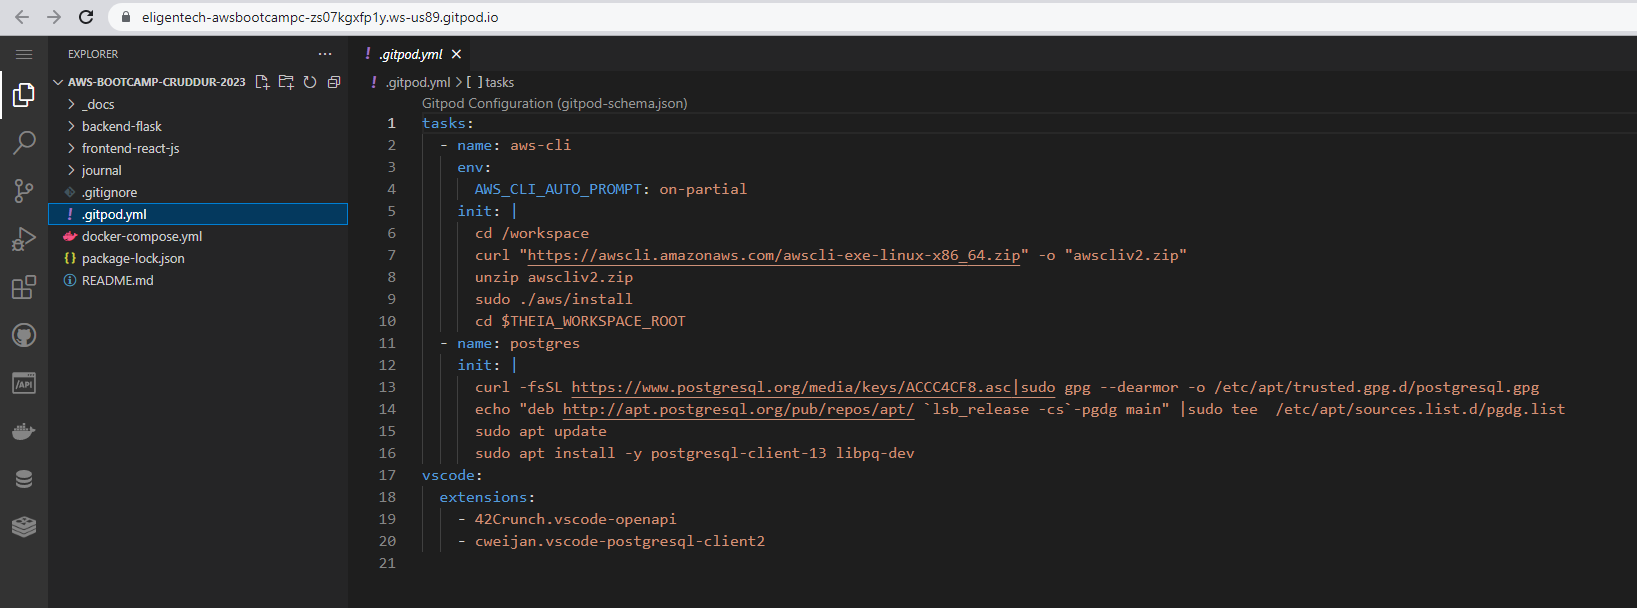 eligentech-awsbootcampc-zs07kgxfp1y.ws-us89.gitpod.io
EXPLORER
AWS-BOOTCAMP-CRUDDUR-2023
_docs
backend-flask
frontend-react-js
journal
.gitignore
.gitpod.yml
docker-compose.yml
package-lock.json
README.md
.gitpod.yml
.gitpod.yml > [ ] tasks
Gitpod Configuration (gitpod-schema.json)
1 tasks:
2   - name: aws-cli
3     env:
4       AWS_CLI_AUTO_PROMPT: on-partial
5     init: |
6       cd /workspace
7       curl "https://awscli.amazonaws.com/awscli-exe-linux-x86_64.zip" -o "awscliv2.zip"
8       unzip awscliv2.zip
9       sudo ./aws/install
10       cd $THEIA_WORKSPACE_ROOT
11   - name: postgres
12     init: |
13       curl -fsSL https://www.postgresql.org/media/keys/ACCC4CF8.asc|sudo gpg --dearmor -o /etc/apt/trusted.gpg.d/postgresql.gpg
14       echo "deb http://apt.postgresql.org/pub/repos/apt/ `lsb_release -cs`-pgdg main" |sudo tee  /etc/apt/sources.list.d/pgdg.list
15       sudo apt update
16       sudo apt install -y postgresql-client-13 libpq-dev
17 vscode:
18   extensions:
19     - 42Crunch.vscode-openapi
20     - cweijan.vscode-postgresql-client2
21
/API